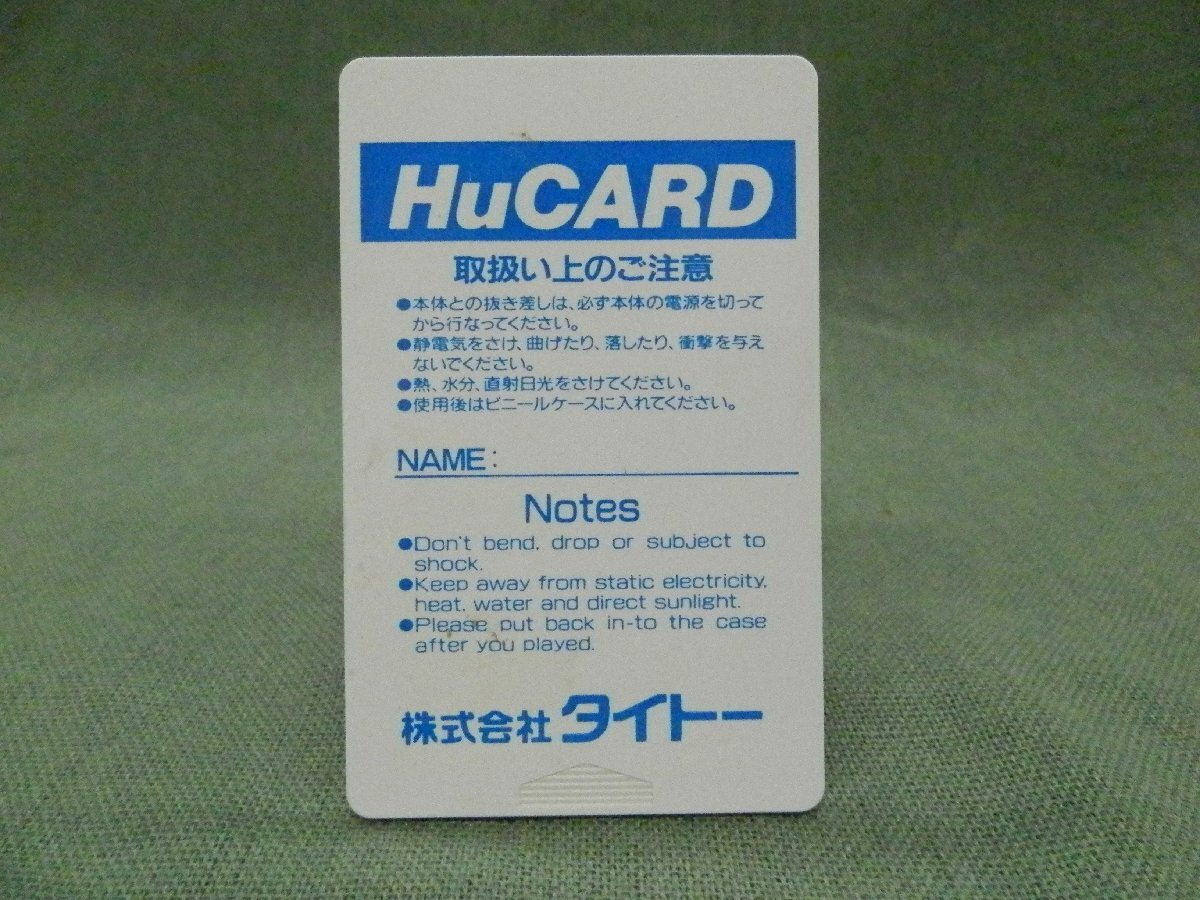 HuCARD
取扱い上のご注意
●本体との抜き差しは、必ず本体の電源を切って
から行なってください。
●静電気をさけ、曲げたり、落したり、衝撃を与え
ないでください。
●熱、水分、直射日光をさけてください。
●使用後はビニールケースに入れてください。
NAME:
Notes
●Don't bend, drop or subject to
shock.
●Keep away from static electricity,
heat, water and direct sunlight.
●Please put back in-to the case
after you played.
株式会社 タイトー